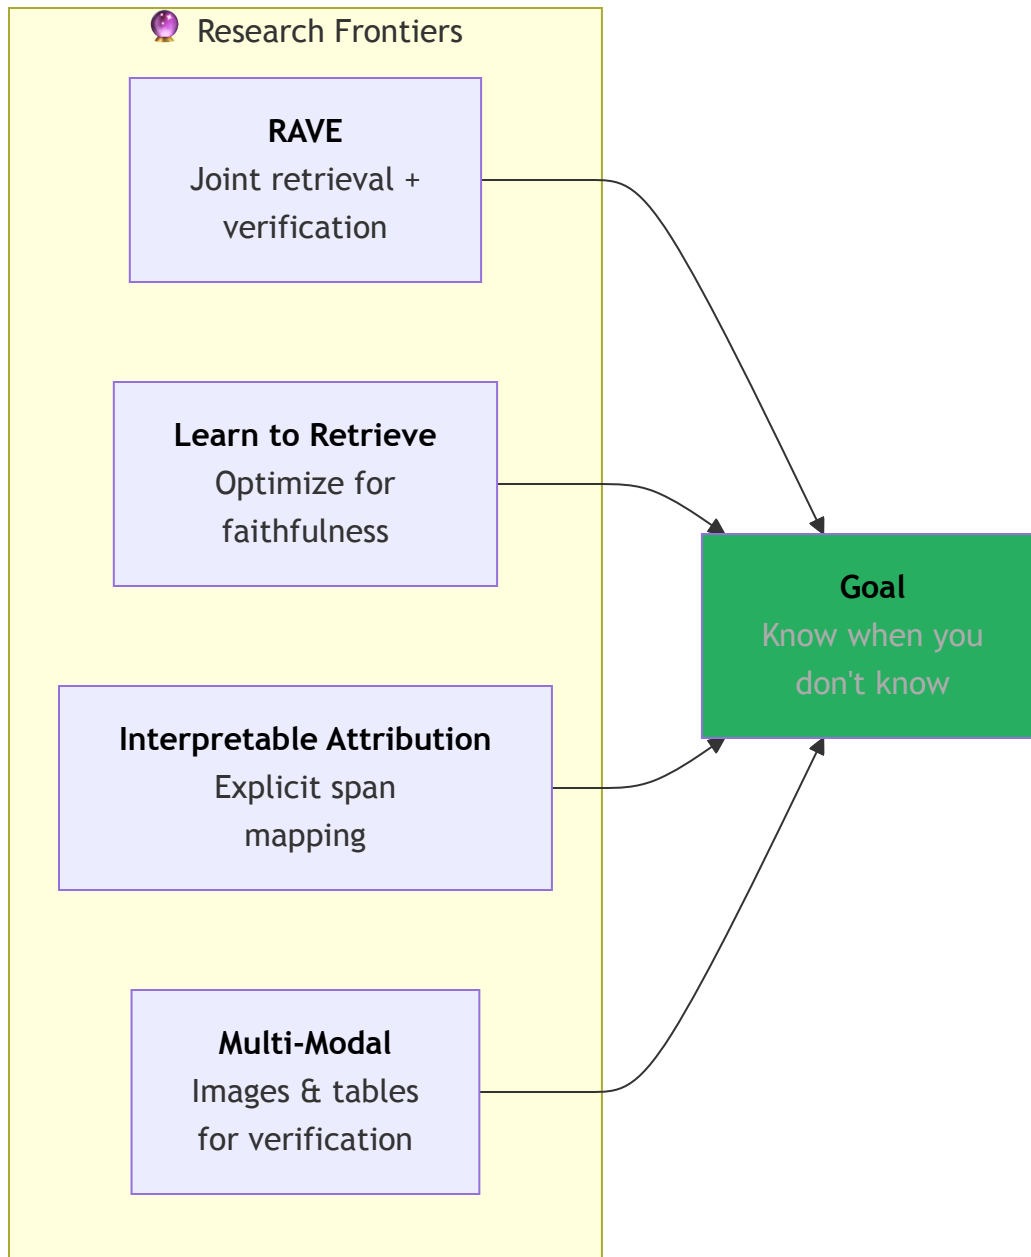 🔮 Research Frontiers
RAVE
Joint retrieval +
verification
Learn to Retrieve
Optimize for
faithfulness
Goal
Know when you
don't know
Interpretable Attribution
Explicit span
mapping
Multi-Modal
Images & tables
for verification